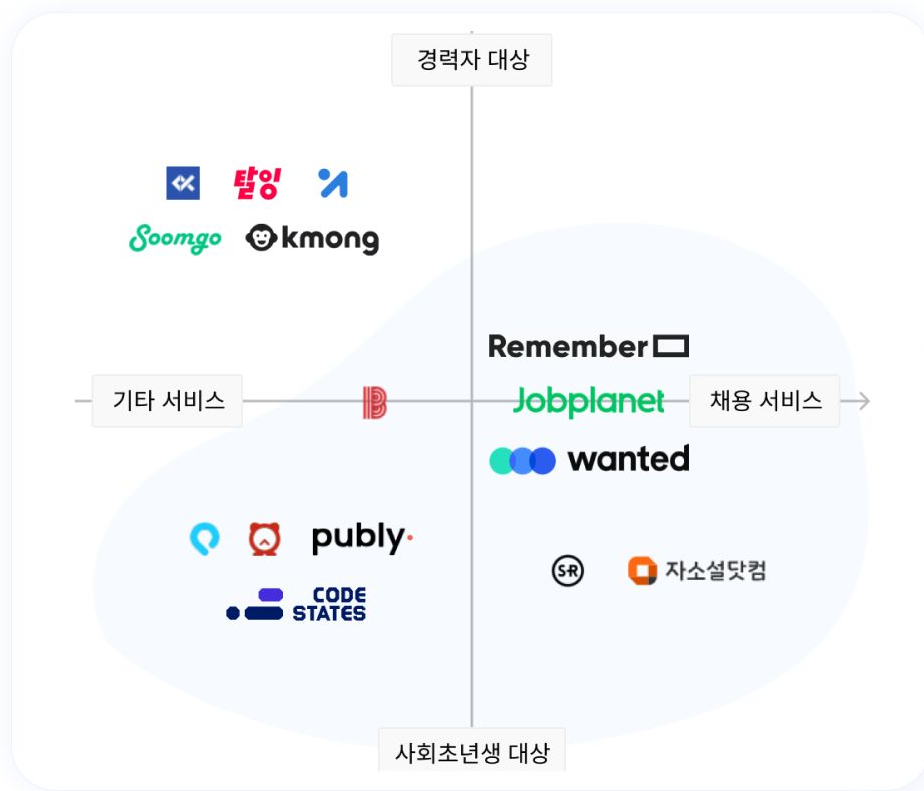 경력자 대상
탈잉
Soomgo
kmong
Remember
기타 서비스
B
Jobplanet
채용 서비스
wanted
publy
SR
자소설닷컴
CODE
STATES
사회초년생 대상